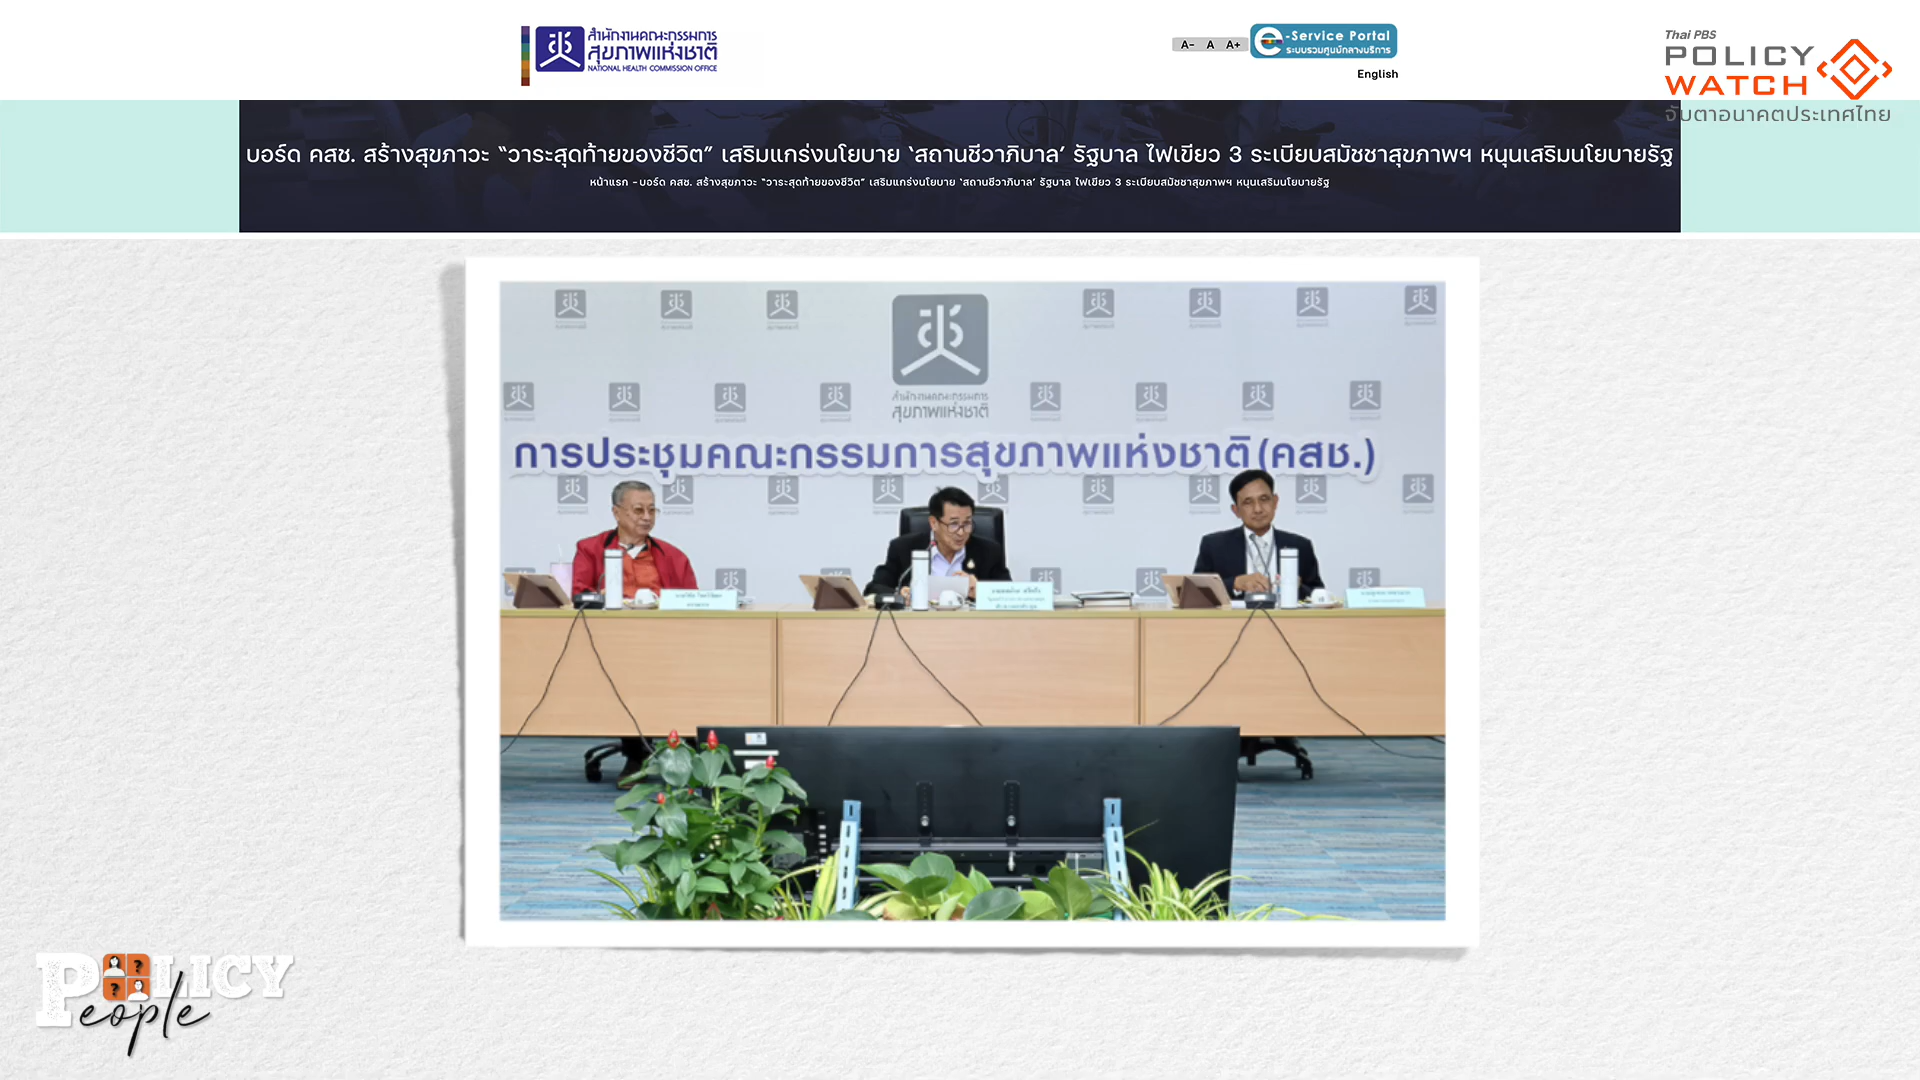 สำนักงานคณะกรรมการ
สุขภาพแห่งชาติ
NATIONAL HEALTH COMMISSION OFFICE
A- A A+
e-Service Portal
ระบบรวมศูนย์กลางบริการ
English
Thai PBS
POLICY
WATCH
จับตาอนาคตประเทศไทย
บอร์ด คสช. สร้างสุขภาวะ “วาระสุดท้ายของชีวิต” เสริมแกร่งนโยบาย ‘สถานชีวาภิบาล’ รัฐบาล ไฟเขียว 3 ระเบียบสมัชชาสุขภาพฯ หนุนเสริมนโยบายรัฐ
หน้าแรก - บอร์ด คสช. สร้างสุขภาวะ “วาระสุดท้ายของชีวิต” เสริมแกร่งนโยบาย ‘สถานชีวาภิบาล’ รัฐบาล ไฟเขียว 3 ระเบียบสมัชชาสุขภาพฯ หนุนเสริมนโยบายรัฐ
สำนักงานคณะกรรมการ
สุขภาพแห่งชาติ
การประชุมคณะกรรมการสุขภาพแห่งชาติ (คสช.)
POLICY
People